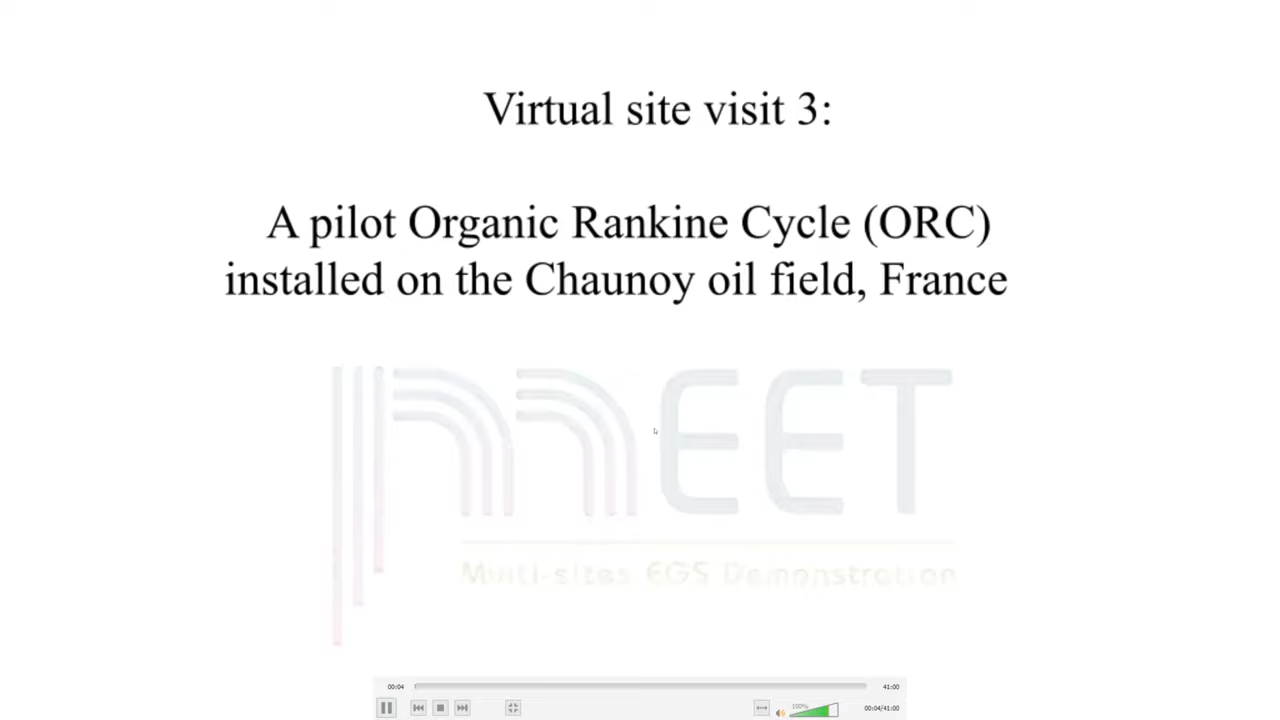 Virtual site visit 3:
A pilot Organic Rankine Cycle (ORC)
installed on the Chaunoy oil field, France
MEET
Multi-sites EGS Demonstration
00:04
41:00
100%
00:04/41:00